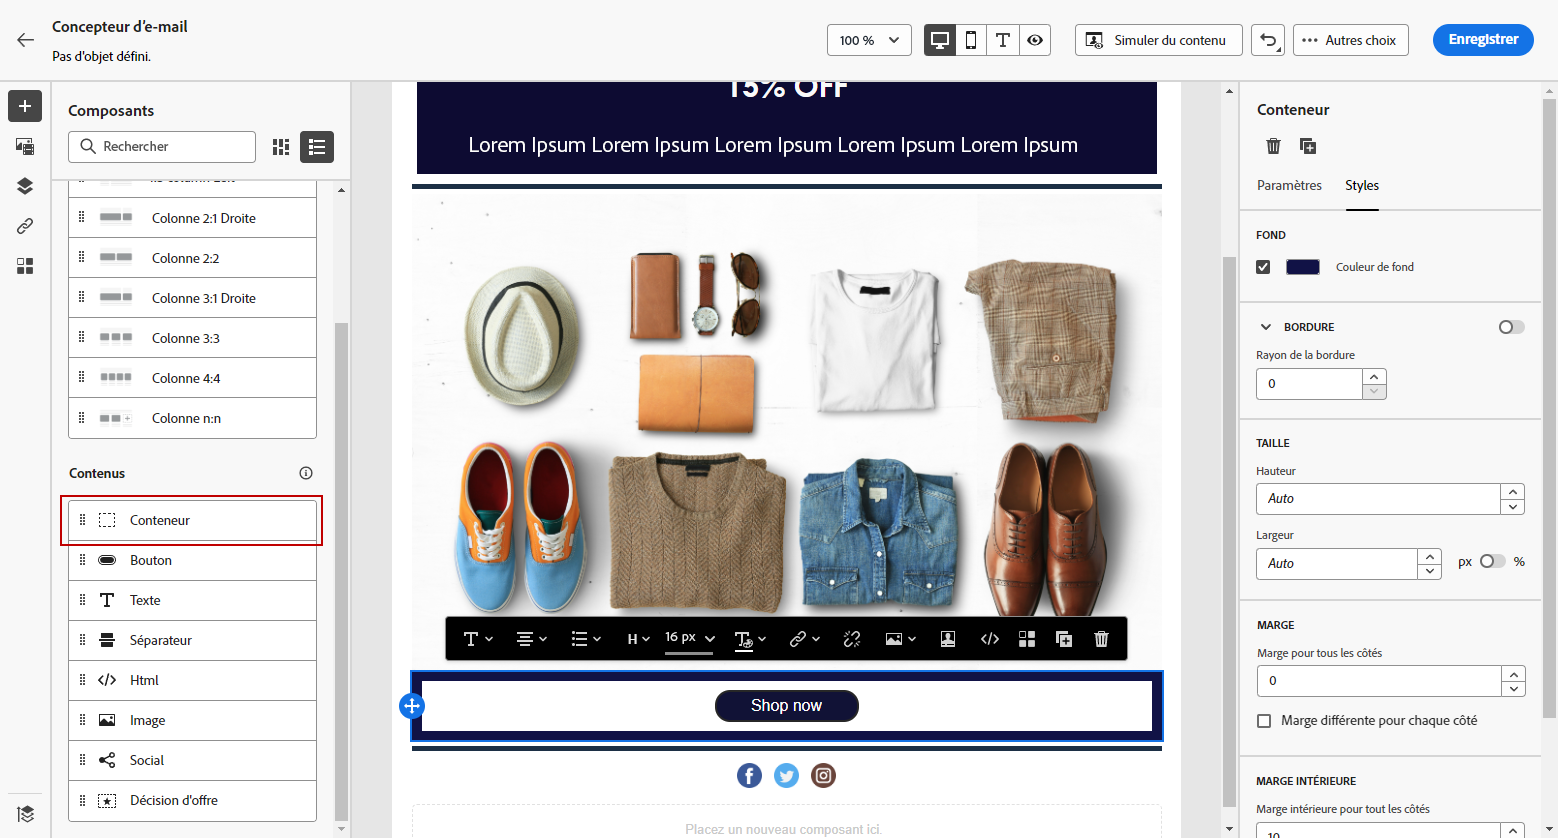 Concepteur d'e-mail
Pas d'objet défini.
100 %
Simuler du contenu
Autres choix
Enregistrer
Composants
Rechercher
Colonne 2:1 Droite
Colonne 2:2
Colonne 3:1 Droite
Colonne 3:3
Colonne 4:4
Colonne n:n
Contenus
Conteneur
Bouton
Texte
Séparateur
Html
Image
Social
Décision d'offre
15% OFF
Lorem Ipsum Lorem Ipsum Lorem Ipsum Lorem Ipsum Lorem Ipsum
H
16 px
Shop now
Placez un nouveau composant ici.
Conteneur
Paramètres
Styles
FOND
Couleur de fond
BORDURE
Rayon de la bordure
0
TAILLE
Hauteur
Auto
Largeur
Auto
px
%
MARGE
Marge pour tous les côtés
0
Marge différente pour chaque côté
MARGE INTÉRIEURE
Marge intérieure pour tout les côtés
10